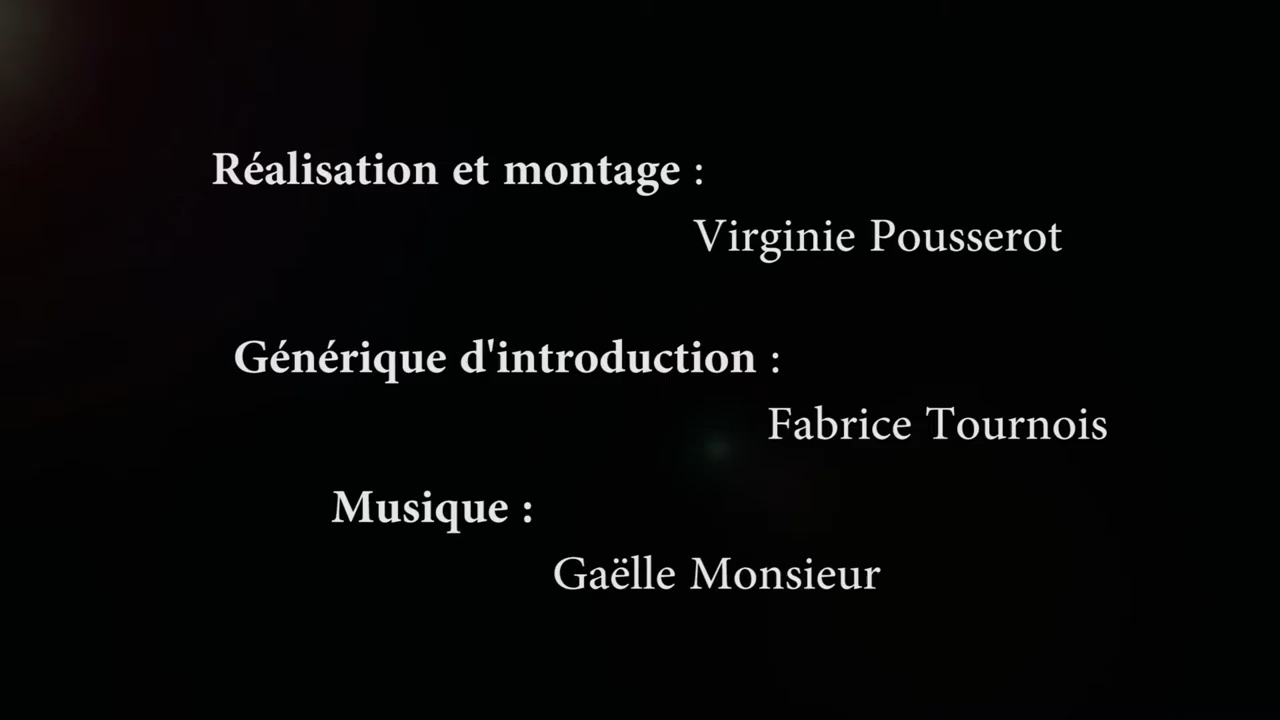 Réalisation et montage :
Virginie Pousserot
Générique d'introduction :
Fabrice Tournois
Musique :
Gaëlle Monsieur